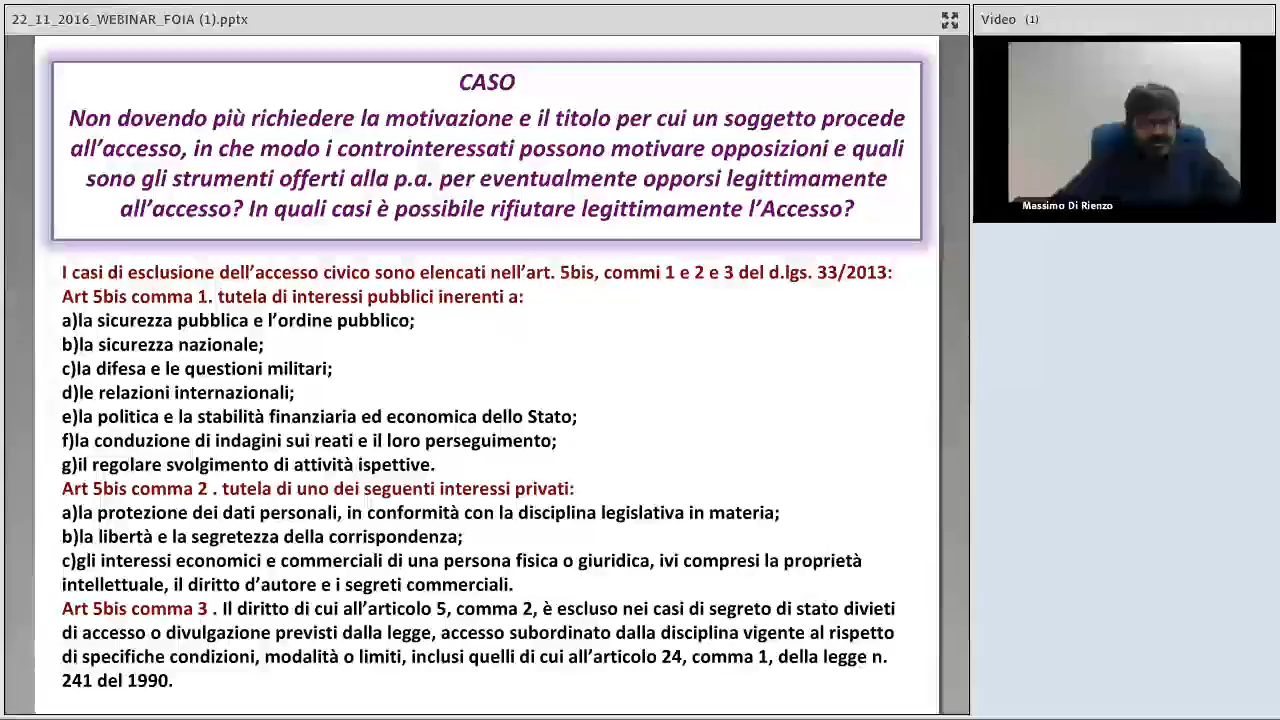 22_11_2016_WEBINAR_FOIA (1).pptx
Video (1)
CASO
Non dovendo più richiedere la motivazione e il titolo per cui un soggetto procede
all'accesso, in che modo i controinteressati possono motivare opposizioni e quali
sono gli strumenti offerti alla p.a. per eventualmente opporsi legittimamente
all'accesso? In quali casi è possibile rifiutare legittimamente l'Accesso?
Massimo Di Rienzo
I casi di esclusione dell'accesso civico sono elencati nell'art. 5bis, commi 1 e 2 e 3 del d.lgs. 33/2013:
Art 5bis comma 1. tutela di interessi pubblici inerenti a:
a)la sicurezza pubblica e l'ordine pubblico;
b)la sicurezza nazionale;
c)la difesa e le questioni militari;
d)le relazioni internazionali;
e)la politica e la stabilità finanziaria ed economica dello Stato;
f)la conduzione di indagini sui reati e il loro perseguimento;
g)il regolare svolgimento di attività ispettive.
Art 5bis comma 2 . tutela di uno dei seguenti interessi privati:
a)la protezione dei dati personali, in conformità con la disciplina legislativa in materia;
b)la libertà e la segretezza della corrispondenza;
c)gli interessi economici e commerciali di una persona fisica o giuridica, ivi compresi la proprietà
intellettuale, il diritto d'autore e i segreti commerciali.
Art 5bis comma 3 . Il diritto di cui all'articolo 5, comma 2, è escluso nei casi di segreto di stato divieti
di accesso o divulgazione previsti dalla legge, accesso subordinato dalla disciplina vigente al rispetto
di specifiche condizioni, modalità o limiti, inclusi quelli di cui all'articolo 24, comma 1, della legge n.
241 del 1990.